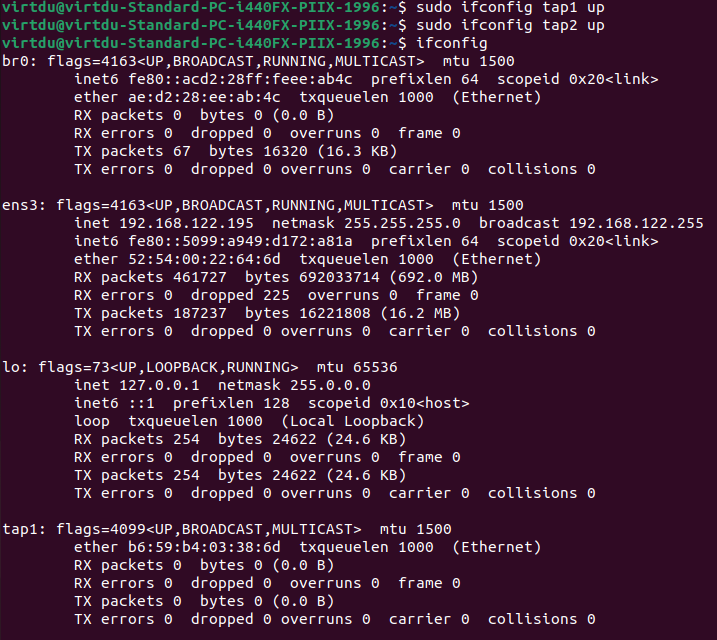 virtdu@virtdu-Standard-PC-i440FX-PIIX-1996:~$ sudo ifconfig tap1 up
virtdu@virtdu-Standard-PC-i440FX-PIIX-1996:~$ sudo ifconfig tap2 up
virtdu@virtdu-Standard-PC-i440FX-PIIX-1996:~$ ifconfig
br0: flags=4163<UP,BROADCAST,RUNNING,MULTICAST>  mtu 1500
        inet6 fe80::acd2:28ff:feee:ab4c  prefixlen 64  scopeid 0x20<link>
        ether ae:d2:28:ee:ab:4c  txqueuelen 1000  (Ethernet)
        RX packets 0  bytes 0 (0.0 B)
        RX errors 0  dropped 0  overruns 0  frame 0
        TX packets 67  bytes 16320 (16.3 KB)
        TX errors 0  dropped 0 overruns 0  carrier 0  collisions 0

ens3: flags=4163<UP,BROADCAST,RUNNING,MULTICAST>  mtu 1500
        inet 192.168.122.195  netmask 255.255.255.0  broadcast 192.168.122.255
        inet6 fe80::5099:a949:d172:a81a  prefixlen 64  scopeid 0x20<link>
        ether 52:54:00:22:64:6d  txqueuelen 1000  (Ethernet)
        RX packets 461727  bytes 692033714 (692.0 MB)
        RX errors 0  dropped 225  overruns 0  frame 0
        TX packets 187237  bytes 16221808 (16.2 MB)
        TX errors 0  dropped 0 overruns 0  carrier 0  collisions 0

lo: flags=73<UP,LOOPBACK,RUNNING>  mtu 65536
        inet 127.0.0.1  netmask 255.0.0.0
        inet6 ::1  prefixlen 128  scopeid 0x10<host>
        loop  txqueuelen 1000  (Local Loopback)
        RX packets 254  bytes 24622 (24.6 KB)
        RX errors 0  dropped 0  overruns 0  frame 0
        TX packets 254  bytes 24622 (24.6 KB)
        TX errors 0  dropped 0 overruns 0  carrier 0  collisions 0

tap1: flags=4099<UP,BROADCAST,MULTICAST>  mtu 1500
        ether b6:59:b4:03:38:6d  txqueuelen 1000  (Ethernet)
        RX packets 0  bytes 0 (0.0 B)
        RX errors 0  dropped 0  overruns 0  frame 0
        TX packets 0  bytes 0 (0.0 B)
        TX errors 0  dropped 0 overruns 0  carrier 0  collisions 0